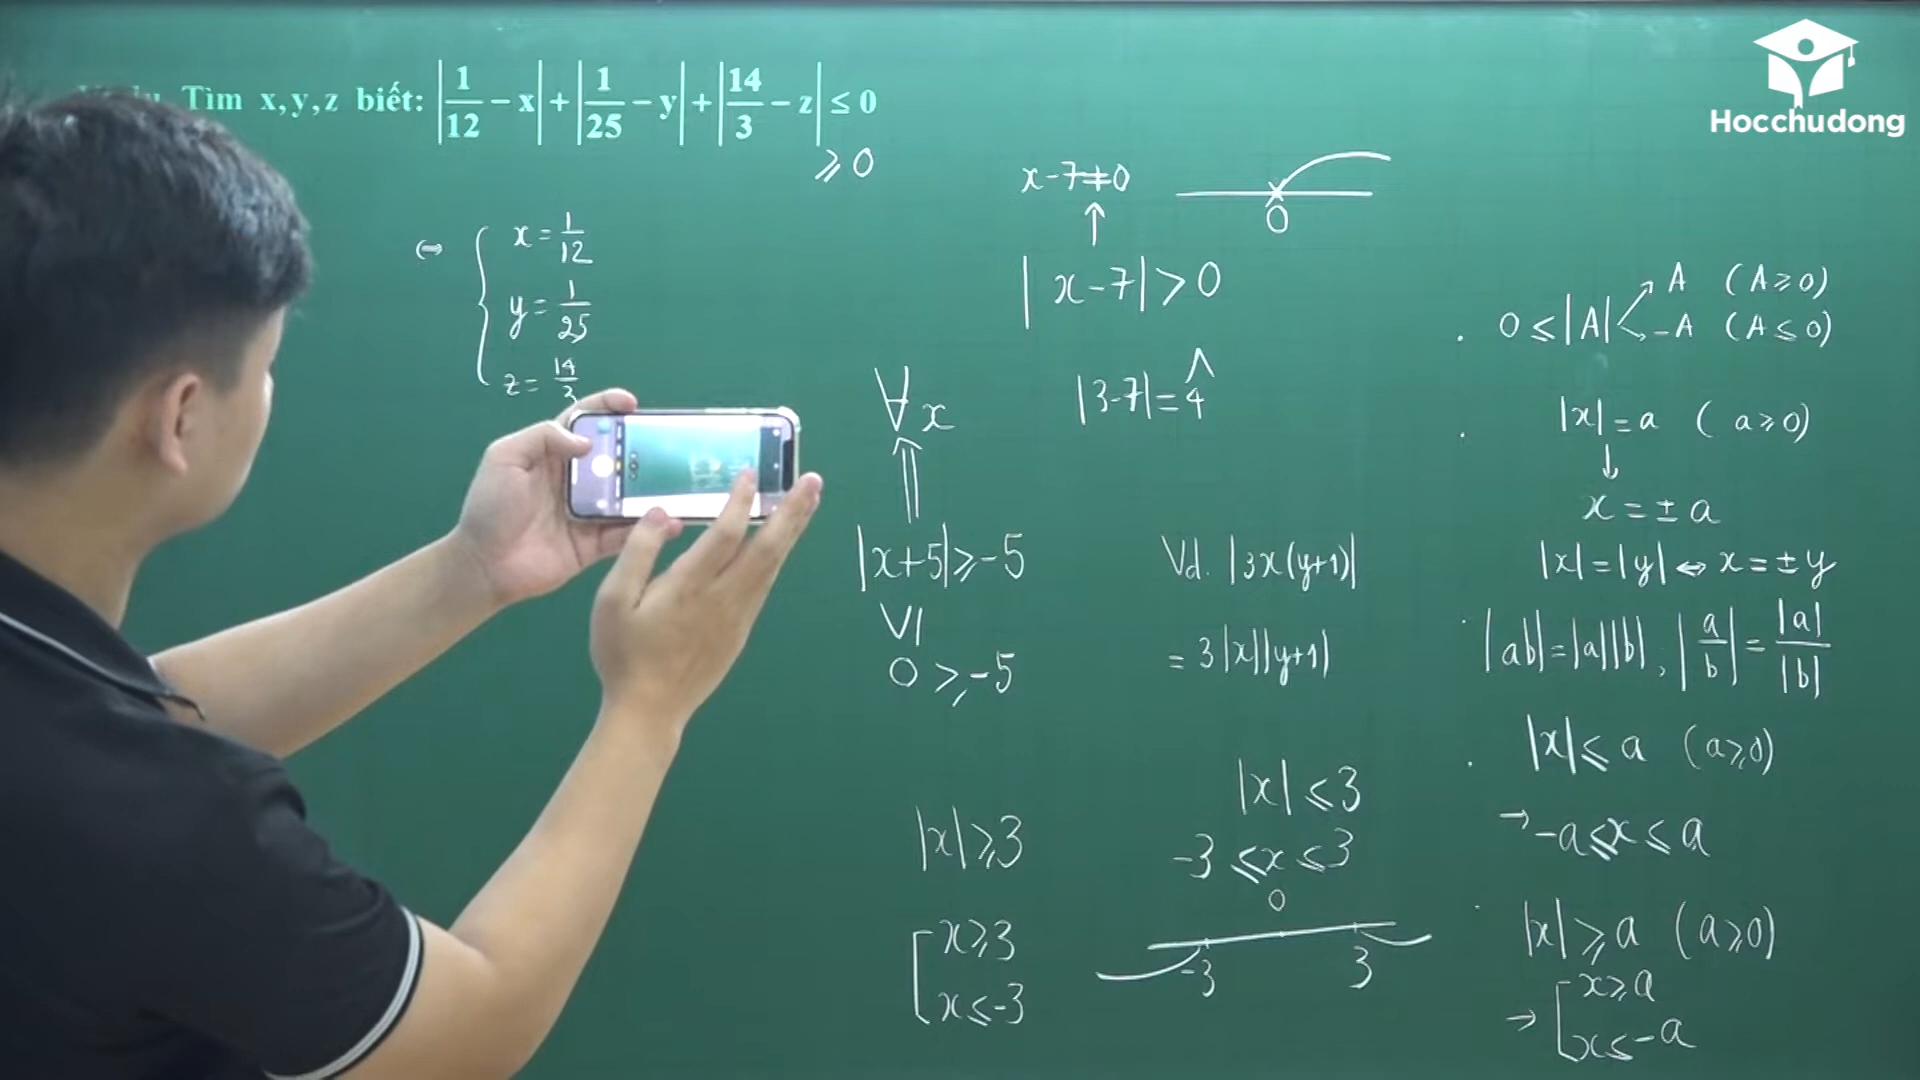 Tìm x,y,z biết: |1/12 − x| + |1/25 − y| + |14/3 − z| ≤ 0
⩾ 0
Hocchudong
⇔ { x = 1/12
y = 1/25
z = 14/3
x − 7 ≠ 0
↑
|x − 7| > 0
0
|3-7| = 4
∀x
⇑
|x+5| ⩾ -5
0 ⩾ -5
Vd. |3x(y+1)|
= 3|x||y+1|
|x| ⩾ 3
[ x ⩾ 3
x ⩽ -3
|x| ⩽ 3
-3 ⩽ x ⩽ 3
0
-3 3
. 0 ⩽ |A| ↗ A (A ⩾ 0)
↘ -A (A ⩽ 0)
. |x| = a (a ⩾ 0)
↓
x = ± a
|x| = |y| ⇔ x = ± y
. |ab| = |a||b| ; |a/b| = |a|/|b|
. |x| ⩽ a (a ⩾ 0)
→ -a ⩽ x ⩽ a
. |x| ⩾ a (a ⩾ 0)
→ [ x ⩾ a
x ⩽ -a